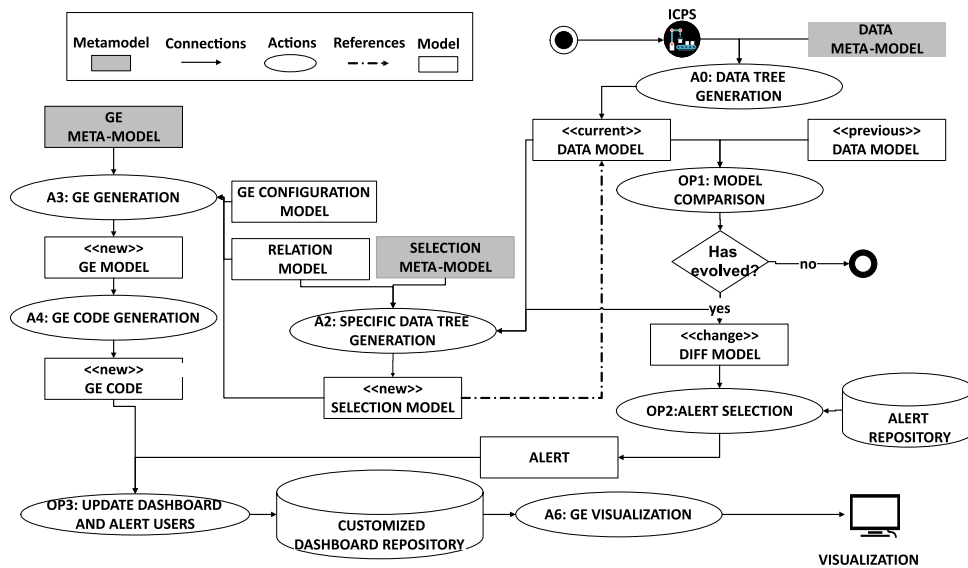 Metamodel
Connections
Actions
References
Model
ICPS
DATA
META-MODEL
A0: DATA TREE
GENERATION
GE
META-MODEL
<<current>>
DATA MODEL
<<previous>>
DATA MODEL
A3: GE GENERATION
GE CONFIGURATION
MODEL
OP1: MODEL
COMPARISON
<<new>>
GE MODEL
RELATION
MODEL
SELECTION
META-MODEL
Has
evolved?
no
yes
A4: GE CODE GENERATION
A2: SPECIFIC DATA TREE
GENERATION
<<change>>
DIFF MODEL
<<new>>
GE CODE
<<new>>
SELECTION MODEL
OP2:ALERT SELECTION
ALERT
REPOSITORY
ALERT
OP3: UPDATE DASHBOARD
AND ALERT USERS
CUSTOMIZED
DASHBOARD REPOSITORY
A6: GE VISUALIZATION
VISUALIZATION